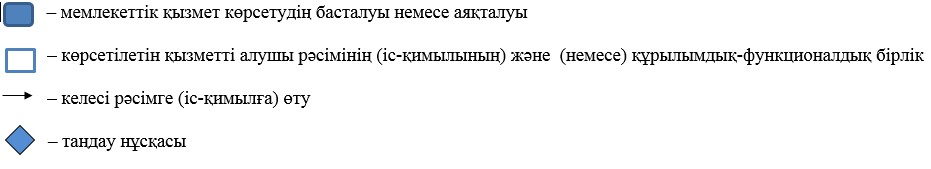 – мемлекеттік қызмет көрсетудің басталуы немесе аяқталуы
– көрсетілетін қызметті алушы рәсімінің (іс-қимылының) және (немесе) құрылымдық-функционалдық бірлік
– келесі рәсімге (іс-қимылға) өту
– таңдау нұсқасы